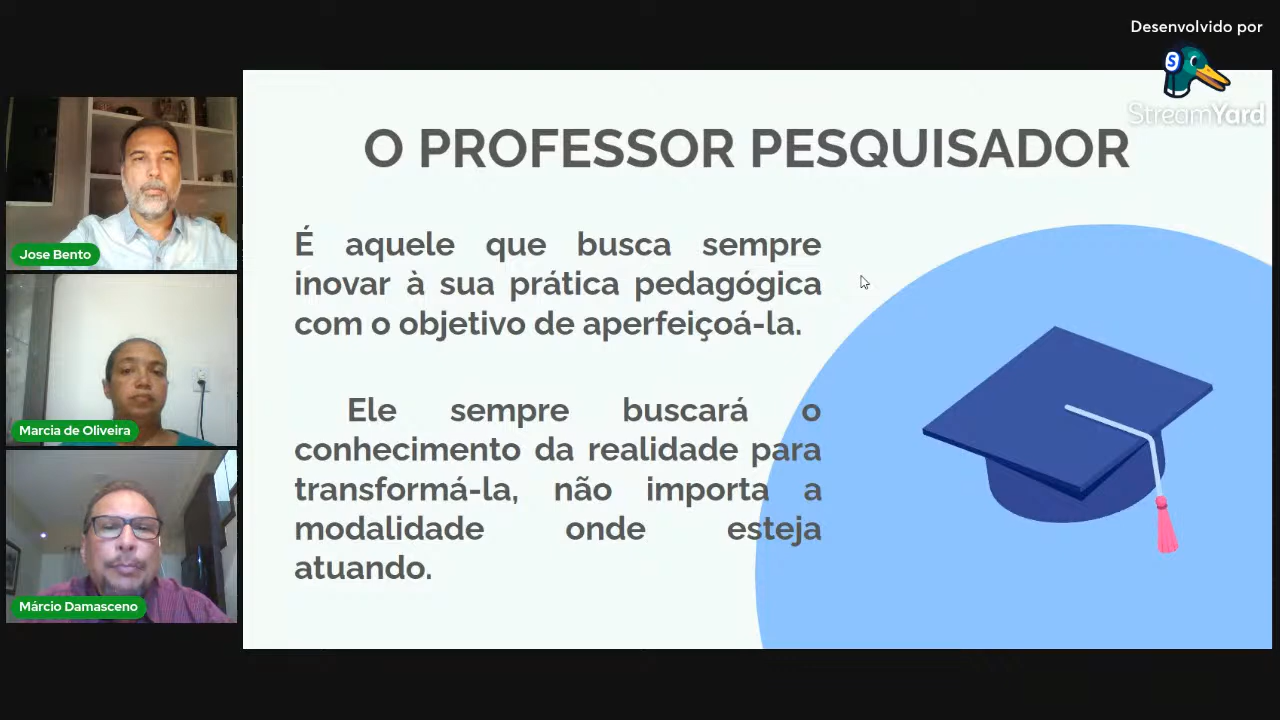 Desenvolvido por
S
StreamYard
O PROFESSOR PESQUISADOR
É aquele que busca sempre
inovar à sua prática pedagógica
com o objetivo de aperfeiçoá-la.
Ele sempre buscará o
conhecimento da realidade para
transformá-la, não importa a
modalidade onde esteja
atuando.
Jose Bento
Marcia de Oliveira
Márcio Damasceno